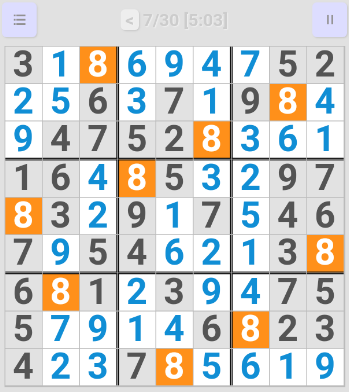 < 7/30 [5:03]
3 1 8 6 9 4 7 5 2
2 5 6 3 7 1 9 8 4
9 4 7 5 2 8 3 6 1
1 6 4 8 5 3 2 9 7
8 3 2 9 1 7 5 4 6
7 9 5 4 6 2 1 3 8
6 8 1 2 3 9 4 7 5
5 7 9 1 4 6 8 2 3
4 2 3 7 8 5 6 1 9